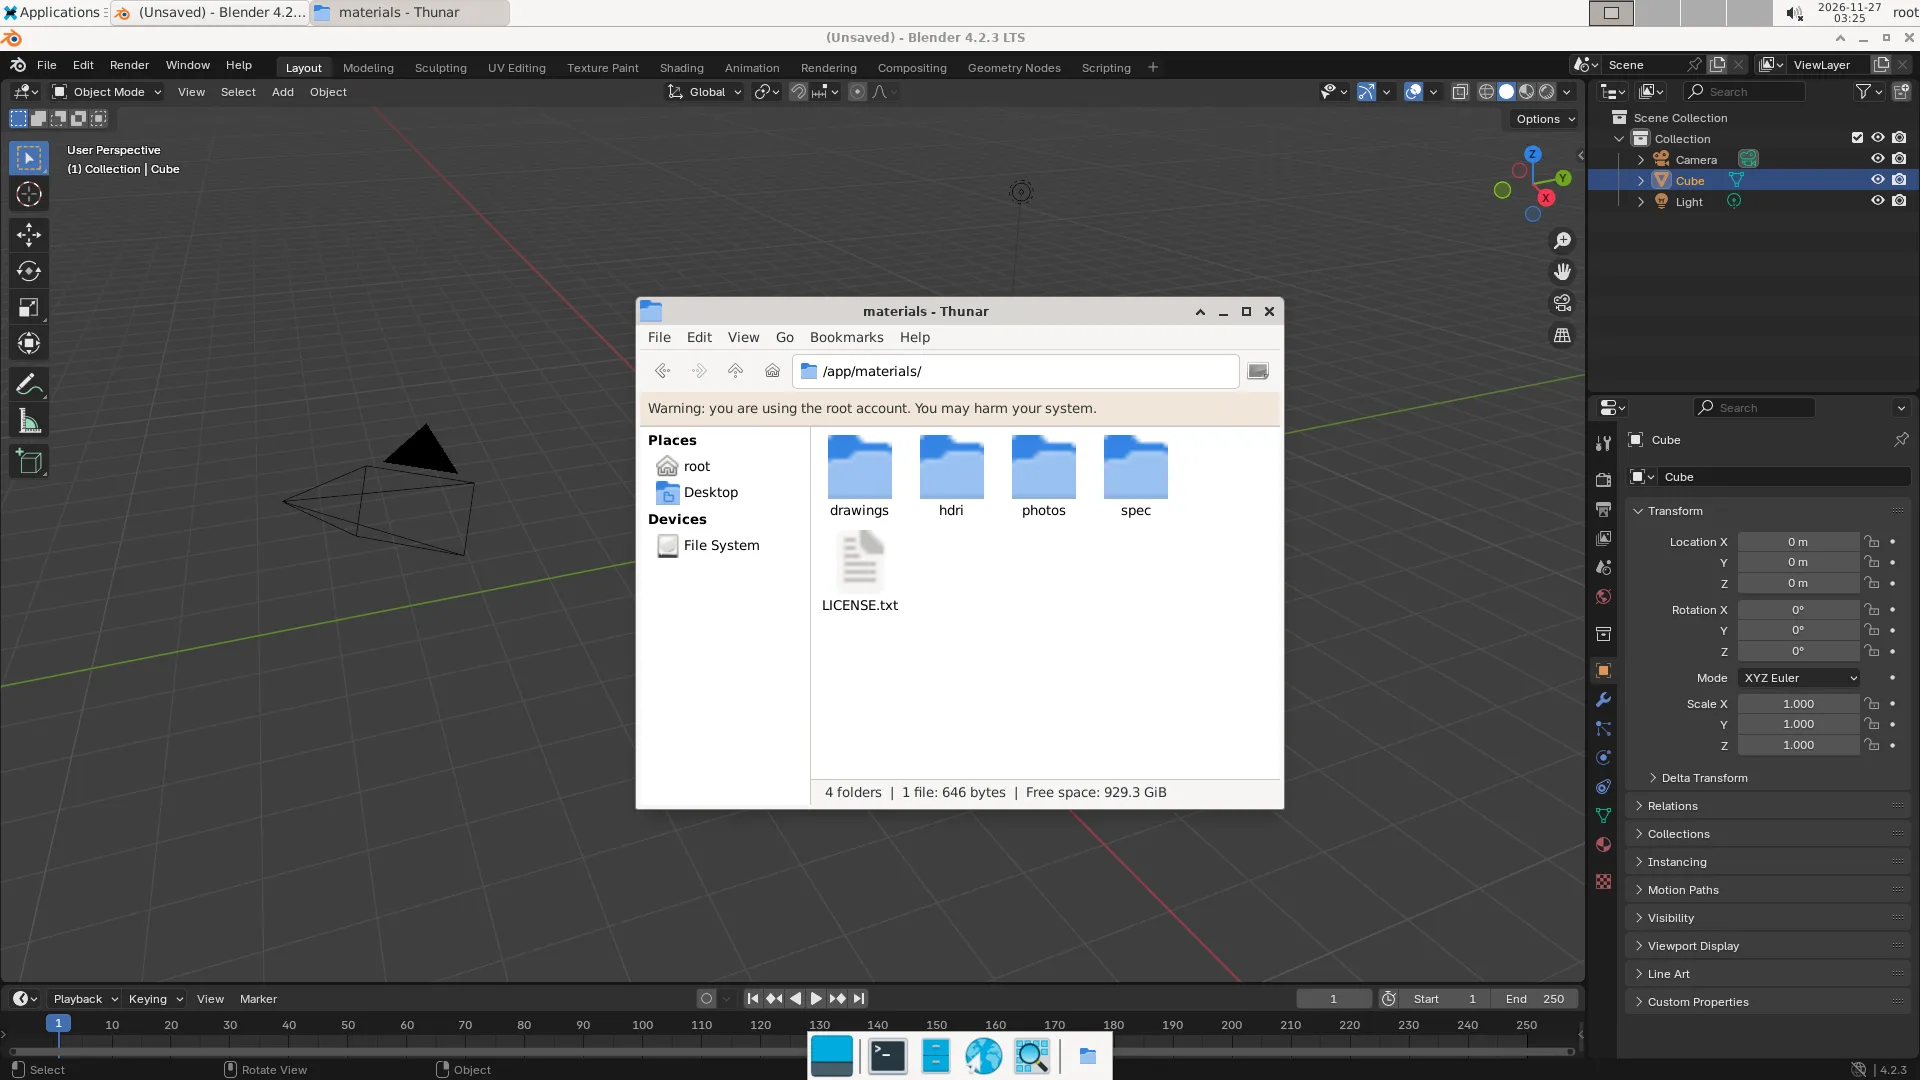 Applications
(Unsaved) - Blender 4.2...
materials - Thunar
2026-11-27
03:25
root
(Unsaved) - Blender 4.2.3 LTS
File Edit Render Window Help
Layout Modeling Sculpting UV Editing Texture Paint Shading Animation Rendering Compositing Geometry Nodes Scripting
Scene
ViewLayer
Object Mode View Select Add Object
Global
Search
Options
User Perspective
(1) Collection | Cube
Z
Y
X
Scene Collection
Collection
Camera
Cube
Light
materials - Thunar
File Edit View Go Bookmarks Help
/app/materials/
Warning: you are using the root account. You may harm your system.
Places
root
Desktop
Devices
File System
drawings hdri photos spec
LICENSE.txt
4 folders | 1 file: 646 bytes | Free space: 929.3 GiB
Search
Cube
Cube
Transform
Location X 0 m
Y 0 m
Z 0 m
Rotation X 0°
Y 0°
Z 0°
Mode XYZ Euler
Scale X 1.000
Y 1.000
Z 1.000
Delta Transform
Relations
Collections
Instancing
Motion Paths
Visibility
Viewport Display
Line Art
Custom Properties
Playback Keying View Marker
1
Start 1
End 250
1 10 20 30 40 50 60 70 80 90 100 110 120 130 140 150 160 170 180 190 200 210 220 230 240 250
Select
Rotate View
Object
4.2.3